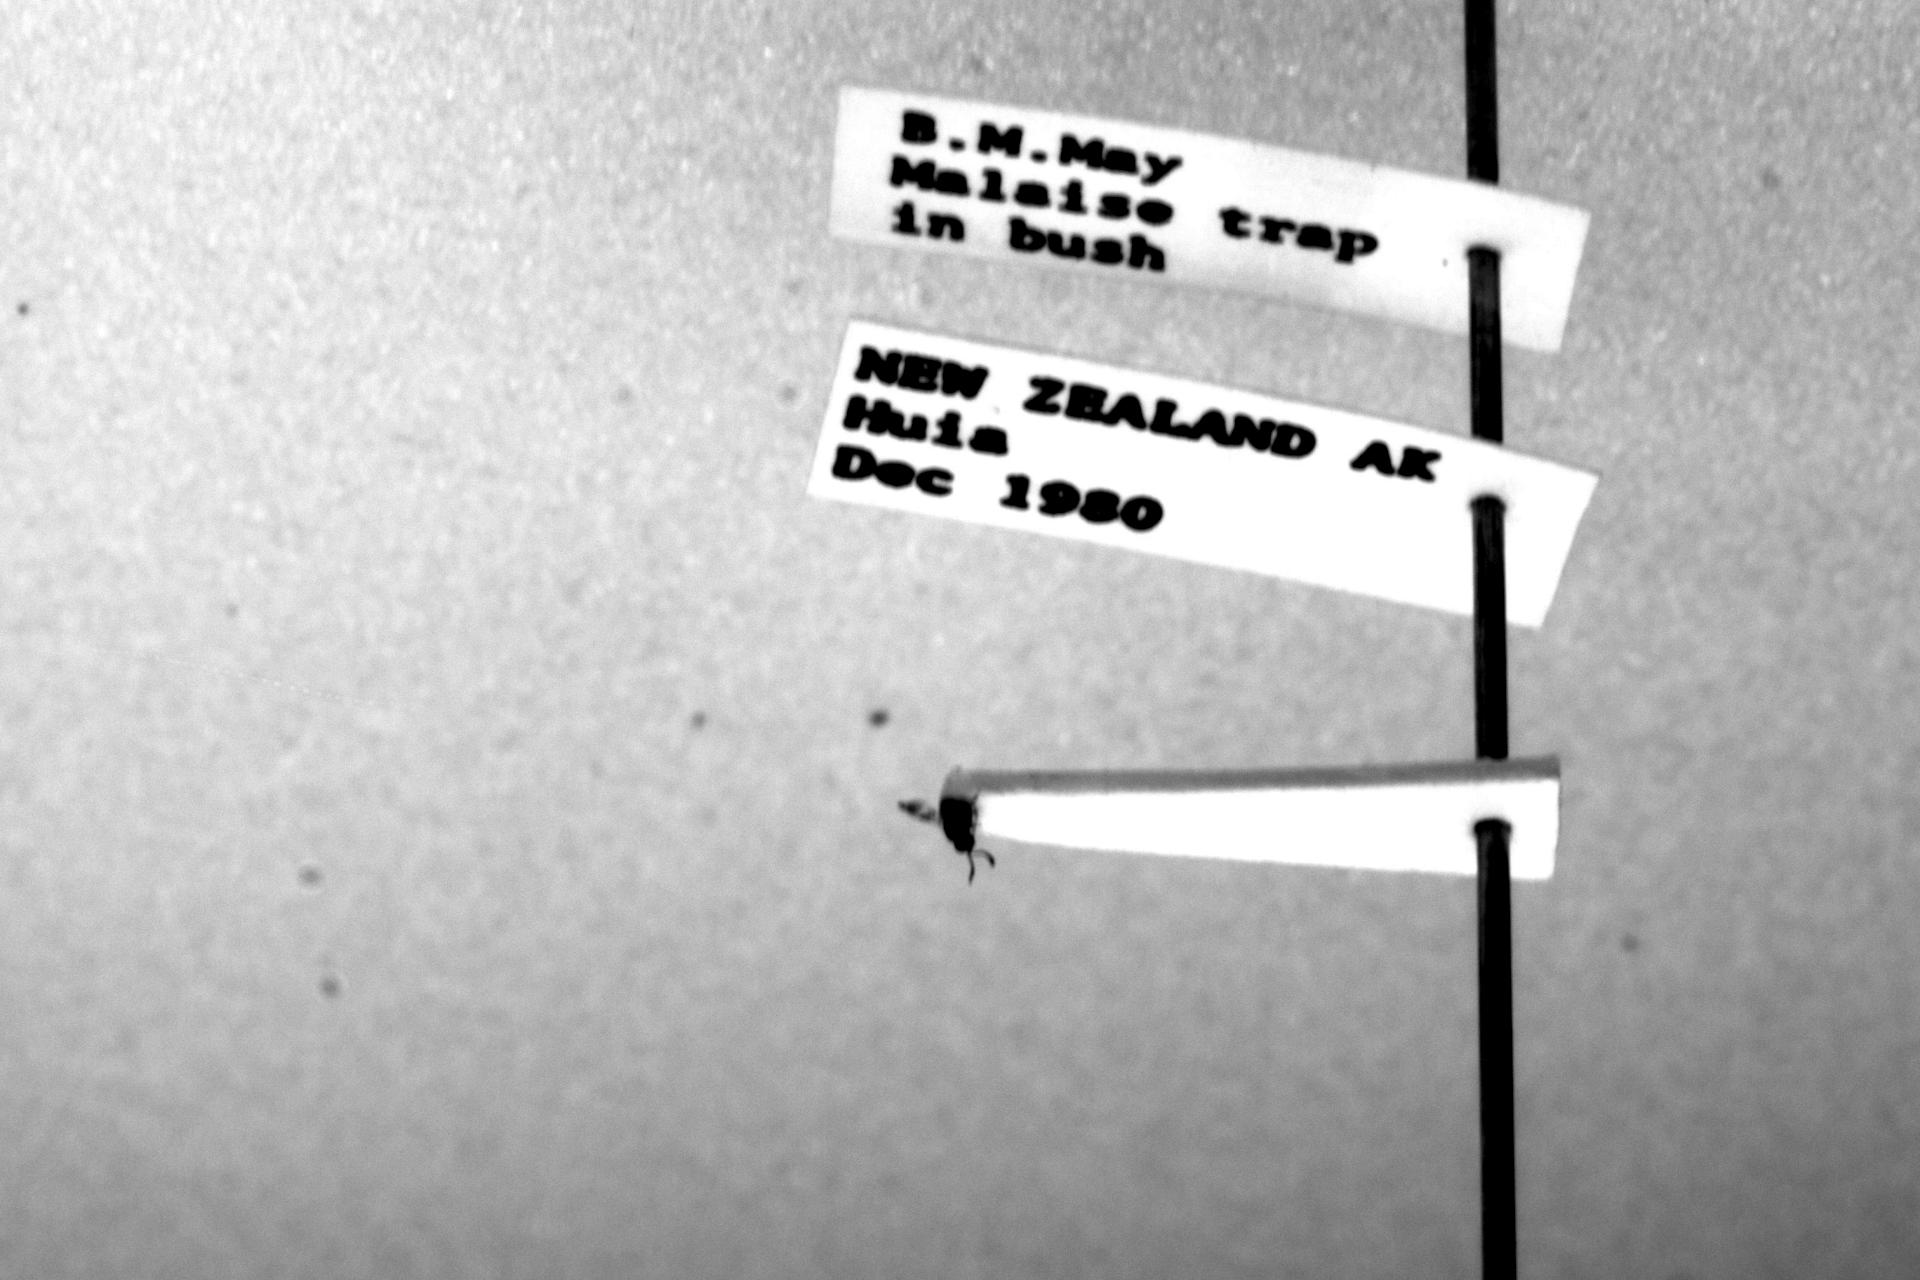 B.M.May
Malaise trap
in bush
NEW ZEALAND AK
Huia
Dec 1980